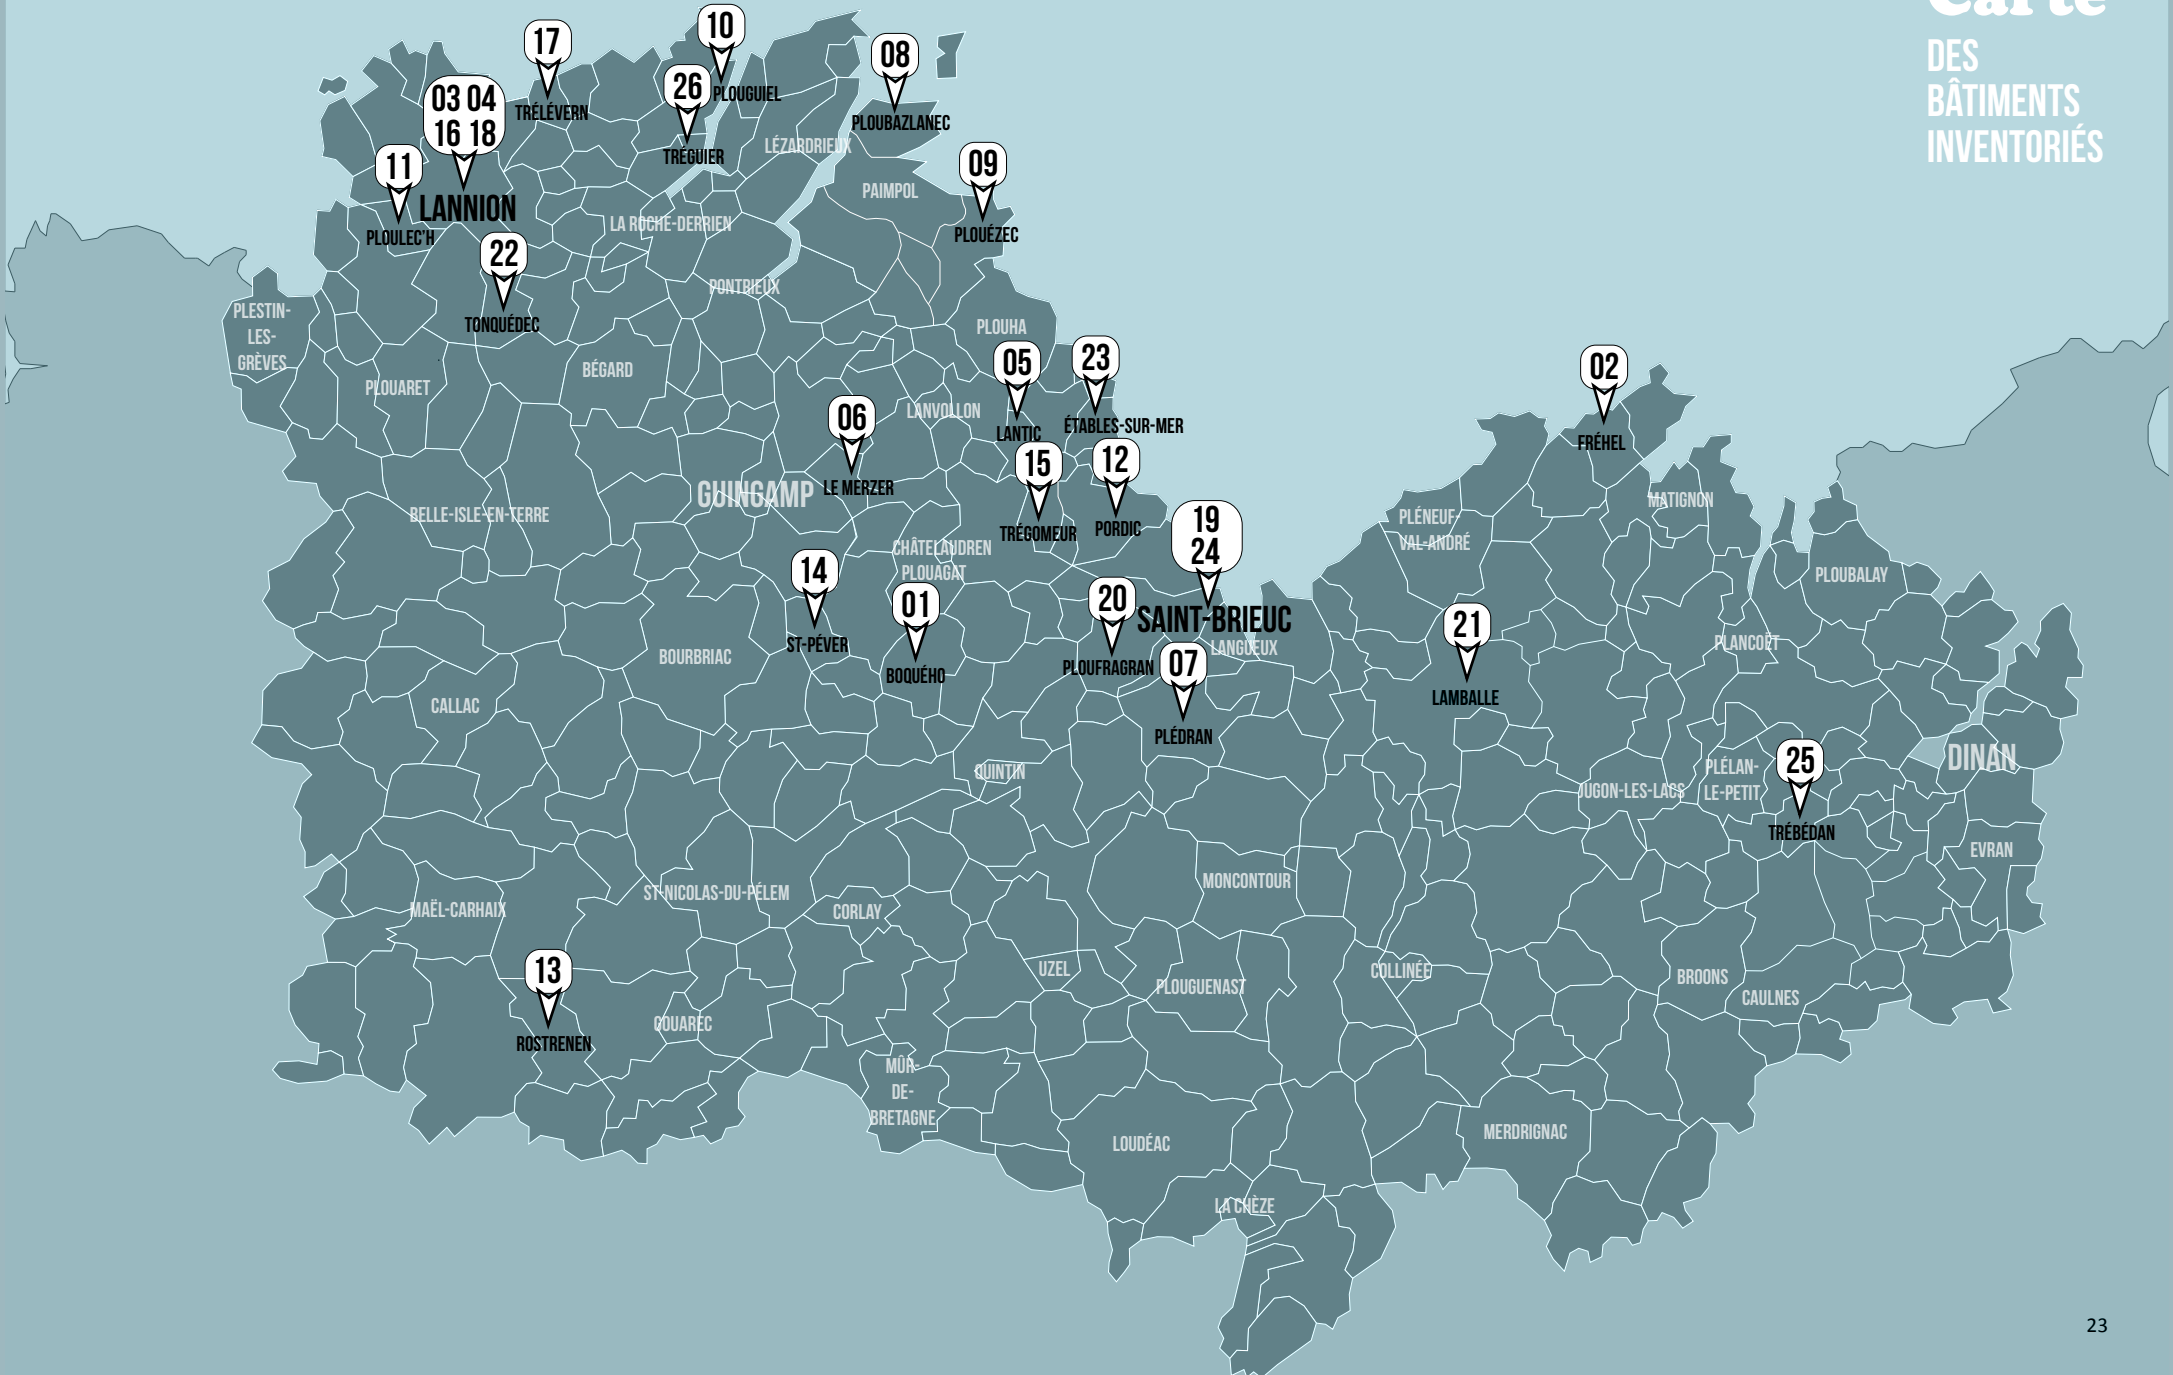 Carte
DES
BÂTIMENTS
INVENTORIÉS
10
17
08
26
PLOUGUIEL
03 04
16 18
TRÉLÉVERN
PLOUBAZLANEC
LÉZARDRIEUX
TRÉGUIER
11
09
PAIMPOL
LANNION
LA ROCHE-DERRIEN
PLOULEC'H
PLOUÉZEC
22
PONTRIEUX
PLESTIN-
LES-
GRÈVES
TONQUÉDEC
PLOUHA
05
23
02
BÉGARD
PLOUARET
06
LANVOLLON
LANTIC
ÉTABLES-SUR-MER
FRÉHEL
15
12
GUINGAMP
LE MERZER
MATIGNON
BELLE-ISLE-EN-TERRE
PLÉNEUF-
VAL-ANDRÉ
19
24
TRÉGOMEUR
PORDIC
CHÂTELAUDREN
PLOUAGAT
14
PLOUBALAY
01
20
SAINT-BRIEUC
21
ST-PÉVER
LANGUEUX
PLANCOËT
BOURBRIAC
BOQUÉHO
PLOUFRAGRAN
07
LAMBALLE
CALLAC
PLÉDRAN
DINAN
QUINTIN
PLÉLAN-
LE-PETIT
25
JUGON-LES-LACS
TRÉBÉDAN
EVRAN
MONCONTOUR
ST-NICOLAS-DU-PÉLEM
MAËL-CARHAIX
CORLAY
13
UZEL
COLLINÉE
BROONS
PLOUGUENAST
CAULNES
GOUAREC
ROSTRENEN
MÛR-
DE-
BRETAGNE
MERDRIGNAC
LOUDÉAC
LA CHÈZE
23